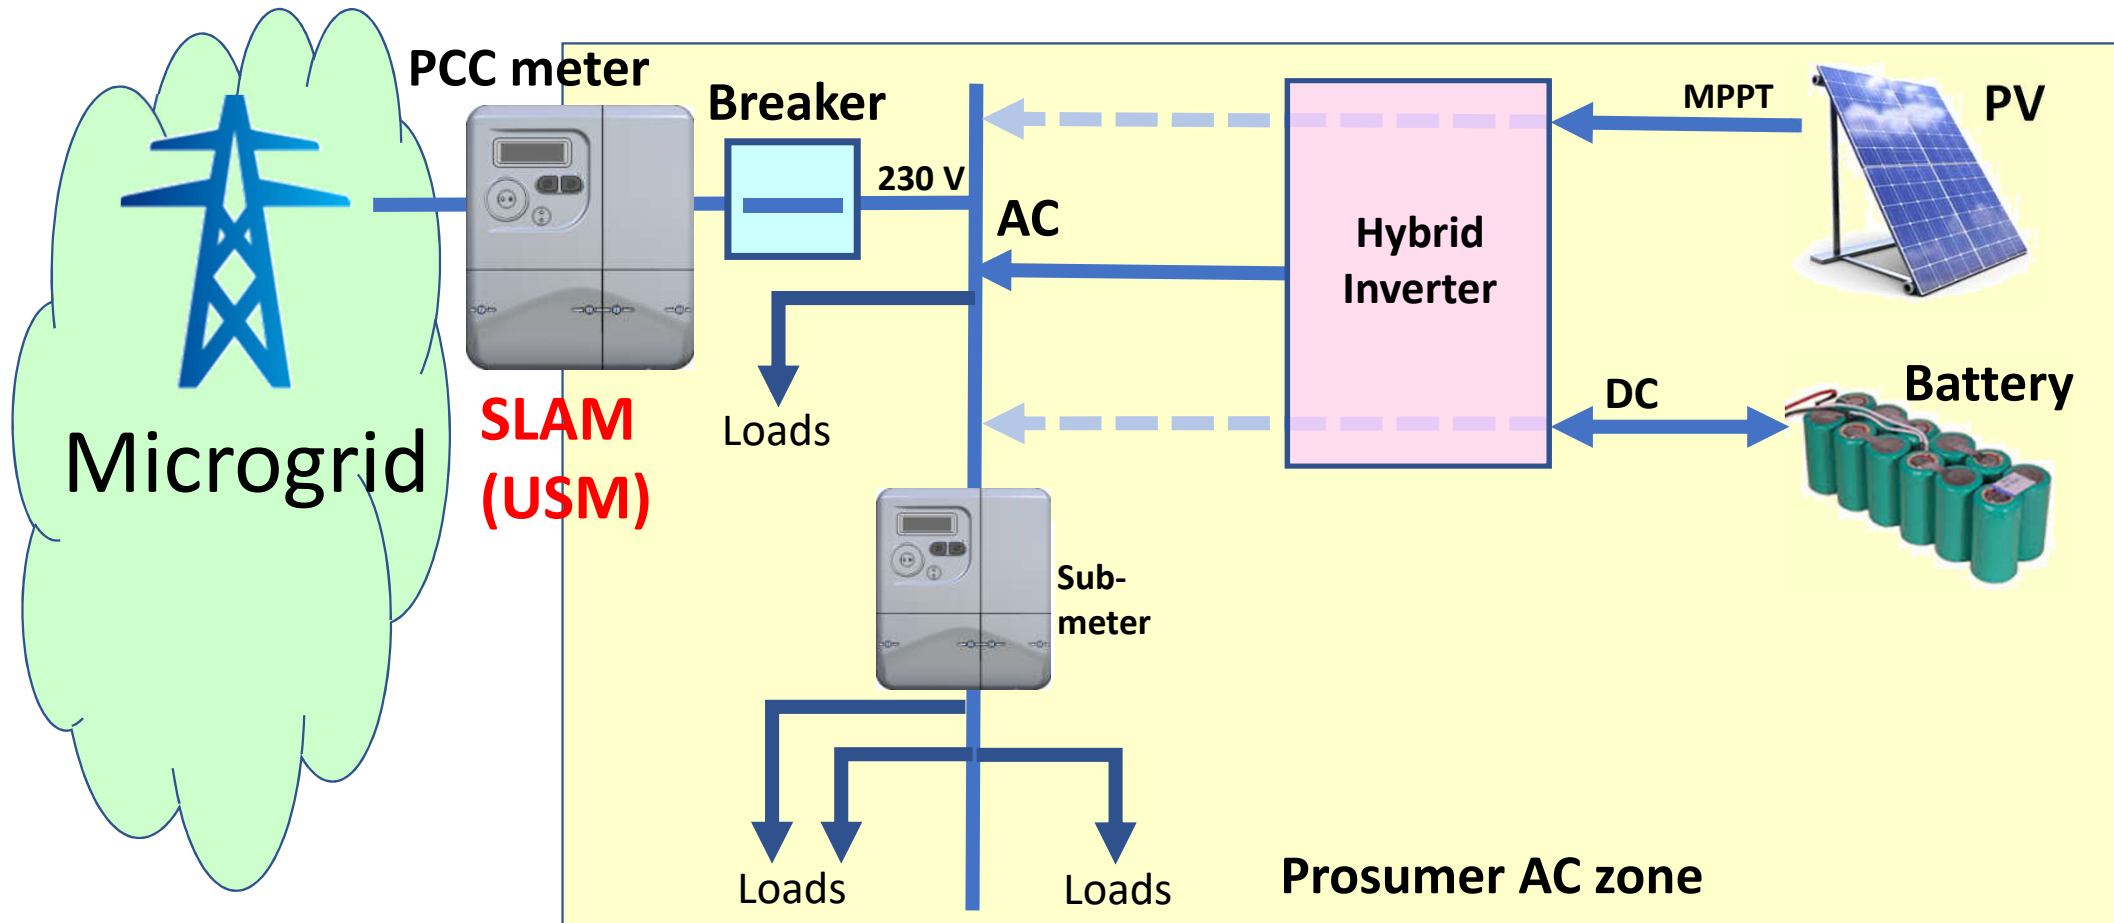 PCC meter
Breaker
MPPT
PV
230 V
AC
Hybrid
Inverter
Microgrid
SLAM
(USM)
Loads
DC
Battery
Sub-
meter
Loads
Loads
Prosumer AC zone